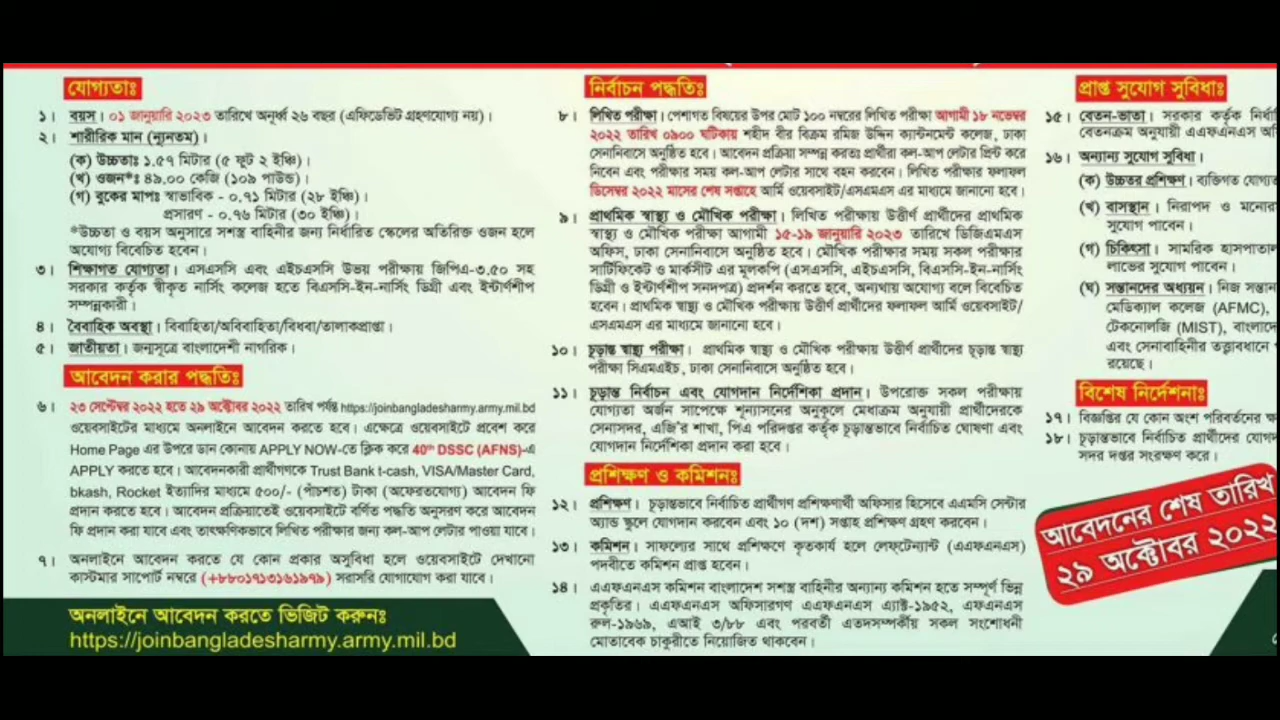 যোগ্যতাঃ
১। বয়স। ০১ জানুয়ারি ২০২৩ তারিখে অনূর্ধ্ব ২৬ বছর (এফিডেভিট গ্রহণযোগ্য নয়)।
২। শারীরিক মান (ন্যূনতম)।
(ক) উচ্চতাঃ ১.৫৭ মিটার (৫ ফুট ২ ইঞ্চি)।
(খ) ওজন*ঃ ৪৯.০০ কেজি (১০৯ পাউন্ড)।
(গ) বুকের মাপঃ স্বাভাবিক - ০.৭১ মিটার (২৮ ইঞ্চি)।
প্রসারণ - ০.৭৬ মিটার (৩০ ইঞ্চি)।
*উচ্চতা ও বয়স অনুসারে সশস্ত্র বাহিনীর জন্য নির্ধারিত স্কেলের অতিরিক্ত ওজন হলে
অযোগ্য বিবেচিত হবেন।
৩। শিক্ষাগত যোগ্যতা। এসএসসি এবং এইচএসসি উভয় পরীক্ষায় জিপিএ-৩.৫০ সহ
সরকার কর্তৃক স্বীকৃত নার্সিং কলেজ হতে বিএসসি-ইন-নার্সিং ডিগ্রী এবং ইন্টার্ণশীপ
সম্পন্নকারী।
৪। বৈবাহিক অবস্থা। বিবাহিতা/অবিবাহিতা/বিধবা/তালাকপ্রাপ্তা।
৫। জাতীয়তা। জন্মসূত্রে বাংলাদেশী নাগরিক।
আবেদন করার পদ্ধতিঃ
৬। ২৩ সেপ্টেম্বর ২০২২ হতে ২৯ অক্টোবর ২০২২ তারিখ পর্যন্ত https://joinbangladesharmy.army.mil.bd
ওয়েবসাইটের মাধ্যমে অনলাইনে আবেদন করতে হবে। এক্ষেত্রে ওয়েবসাইটে প্রবেশ করে
Home Page এর উপরে ডান কোনায় APPLY NOW-তে ক্লিক করে 40th DSSC (AFNS)-এ
APPLY করতে হবে। আবেদনকারী প্রার্থীগণকে Trust Bank t-cash, VISA/Master Card,
bkash, Rocket ইত্যাদির মাধ্যমে ৫০০/- (পাঁচশত) টাকা (অফেরতযোগ্য) আবেদন ফি
প্রদান করতে হবে। আবেদন প্রক্রিয়াতেই ওয়েবসাইটে বর্ণিত পদ্ধতি অনুসরণ করে আবেদন
ফি প্রদান করা যাবে এবং তাৎক্ষণিকভাবে লিখিত পরীক্ষার জন্য কল-আপ লেটার পাওয়া যাবে।
৭। অনলাইনে আবেদন করতে যে কোন প্রকার অসুবিধা হলে ওয়েবসাইটে দেখানো
কাস্টমার সাপোর্ট নম্বরে (+৮৮০১৭১৩১৬১৯৭৯) সরাসরি যোগাযোগ করা যাবে।
অনলাইনে আবেদন করতে ভিজিট করুনঃ
https://joinbangladesharmy.army.mil.bd
নির্বাচন পদ্ধতিঃ
৮। লিখিত পরীক্ষা। পেশাগত বিষয়ের উপর মোট ১০০ নম্বরের লিখিত পরীক্ষা আগামী ১৮ নভেম্বর
২০২২ তারিখ ০৯০০ ঘটিকায় শহীদ বীর বিক্রম রমিজ উদ্দিন ক্যান্টনমেন্ট কলেজ, ঢাকা
সেনানিবাসে অনুষ্ঠিত হবে। আবেদন প্রক্রিয়া সম্পন্ন করতঃ প্রার্থীরা কল-আপ লেটার প্রিন্ট করে
নিবেন এবং পরীক্ষার সময় কল-আপ লেটার সাথে বহন করবেন। লিখিত পরীক্ষার ফলাফল
ডিসেম্বর ২০২২ মাসের শেষ সপ্তাহে আর্মি ওয়েবসাইট/এসএমএস এর মাধ্যমে জানানো হবে।
৯। প্রাথমিক স্বাস্থ্য ও মৌখিক পরীক্ষা। লিখিত পরীক্ষায় উত্তীর্ণ প্রার্থীদের প্রাথমিক
স্বাস্থ্য ও মৌখিক পরীক্ষা আগামী ১৫-১৯ জানুয়ারি ২০২৩ তারিখে ডিজিএমএস
অফিস, ঢাকা সেনানিবাসে অনুষ্ঠিত হবে। মৌখিক পরীক্ষার সময় সকল পরীক্ষার
সার্টিফিকেট ও মার্কসীট এর মূলকপি (এসএসসি, এইচএসসি, বিএসসি-ইন-নার্সিং
ডিগ্রী ও ইন্টার্ণশীপ সনদপত্র) প্রদর্শন করতে হবে, অন্যথায় অযোগ্য বলে বিবেচিত
হবেন। প্রাথমিক স্বাস্থ্য ও মৌখিক পরীক্ষায় উত্তীর্ণ প্রার্থীদের ফলাফল আর্মি ওয়েবসাইট/
এসএমএস এর মাধ্যমে জানানো হবে।
১০। চূড়ান্ত স্বাস্থ্য পরীক্ষা। প্রাথমিক স্বাস্থ্য ও মৌখিক পরীক্ষায় উত্তীর্ণ প্রার্থীদের চূড়ান্ত স্বাস্থ্য
পরীক্ষা সিএমএইচ, ঢাকা সেনানিবাসে অনুষ্ঠিত হবে।
১১। চূড়ান্ত নির্বাচন এবং যোগদান নির্দেশিকা প্রদান। উপরোক্ত সকল পরীক্ষায়
যোগ্যতা অর্জন সাপেক্ষে শূন্যাসনের অনুকূলে মেধাক্রম অনুযায়ী প্রার্থীদেরকে
সেনাসদর, এজি'র শাখা, পিএ পরিদপ্তর কর্তৃক চূড়ান্তভাবে নির্বাচিত ঘোষণা এবং
যোগদান নির্দেশিকা প্রদান করা হবে।
প্রশিক্ষণ ও কমিশনঃ
১২। প্রশিক্ষণ। চূড়ান্তভাবে নির্বাচিত প্রার্থীগণ প্রশিক্ষণার্থী অফিসার হিসেবে এএমসি সেন্টার
অ্যান্ড স্কুলে যোগদান করবেন এবং ১০ (দশ) সপ্তাহ প্রশিক্ষণ গ্রহণ করবেন।
১৩। কমিশন। সাফল্যের সাথে প্রশিক্ষণে কৃতকার্য হলে লেফ্টেন্যান্ট (এএফএনএস)
পদবীতে কমিশন প্রাপ্ত হবেন।
১৪। এএফএনএস কমিশন বাংলাদেশ সশস্ত্র বাহিনীর অন্যান্য কমিশন হতে সম্পূর্ণ ভিন্ন
প্রকৃতির। এএফএনএস অফিসারগণ এএফএনএস এ্যাক্ট-১৯৫২, এফএনএস
রুল-১৯৬৯, এআই ৩/৮৮ এবং পরবর্তী এতদসম্পর্কীয় সকল সংশোধনী
মোতাবেক চাকুরীতে নিয়োজিত থাকবেন।
প্রাপ্ত সুযোগ সুবিধাঃ
১৫। বেতন-ভাতা। সরকার কর্তৃক নির্ধা
বেতনক্রম অনুযায়ী এএফএনএস অ
১৬। অন্যান্য সুযোগ সুবিধা।
(ক) উচ্চতর প্রশিক্ষণ। ব্যক্তিগত যোগ্যত
(খ) বাসস্থান। নিরাপদ ও মনোর
সুযোগ পাবেন।
(গ) চিকিৎসা। সামরিক হাসপাতাল
লাভের সুযোগ পাবেন।
(ঘ) সন্তানদের অধ্যয়ন। নিজ সন্তান
মেডিক্যাল কলেজ (AFMC),
টেকনোলজি (MIST), বাংলাদে
এবং সেনাবাহিনীর তত্ত্বাবধানে
রয়েছে।
বিশেষ নির্দেশনাঃ
১৭। বিজ্ঞপ্তির যে কোন অংশ পরিবর্তনের ক্ষ
১৮। চূড়ান্তভাবে নির্বাচিত প্রার্থীদের যোগদ
সদর দপ্তর সংরক্ষণ করে।
আবেদনের শেষ তারিখ
২৯ অক্টোবর ২০২২